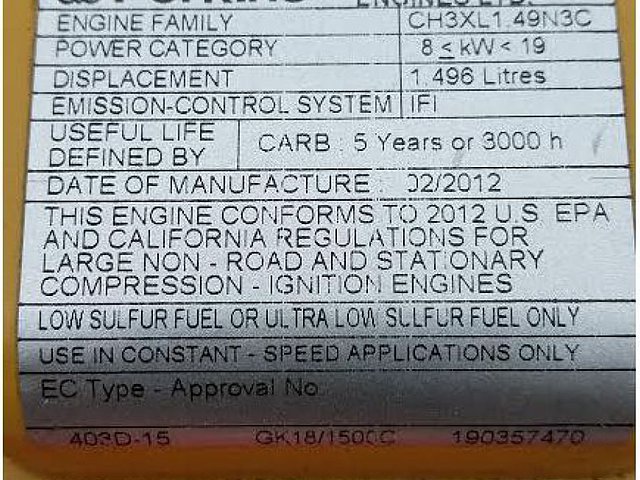 ENGINES LTD.
ENGINE FAMILY CH3XL1.49N3C
POWER CATEGORY 8 ≤ kW < 19
DISPLACEMENT 1.496 Litres
EMISSION-CONTROL SYSTEM IFI
USEFUL LIFE
DEFINED BY
CARB : 5 Years or 3000 h
DATE OF MANUFACTURE : 02/2012
THIS ENGINE CONFORMS TO 2012 U.S EPA
AND CALIFORNIA REGULATIONS FOR
LARGE NON - ROAD AND STATIONARY
COMPRESSION - IGNITION ENGINES
LOW SULFUR FUEL OR ULTRA LOW SULFUR FUEL ONLY
USE IN CONSTANT - SPEED APPLICATIONS ONLY
EC Type - Approval No
403D-15 GK18/1500C 190357470